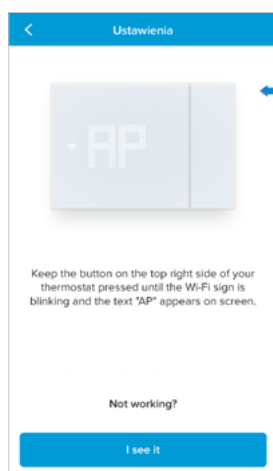 Ustawienia
AP
Keep the button on the top right side of your
thermostat pressed until the Wi-Fi sign is
blinking and the text "AP" appears on screen.
Not working?
I see it